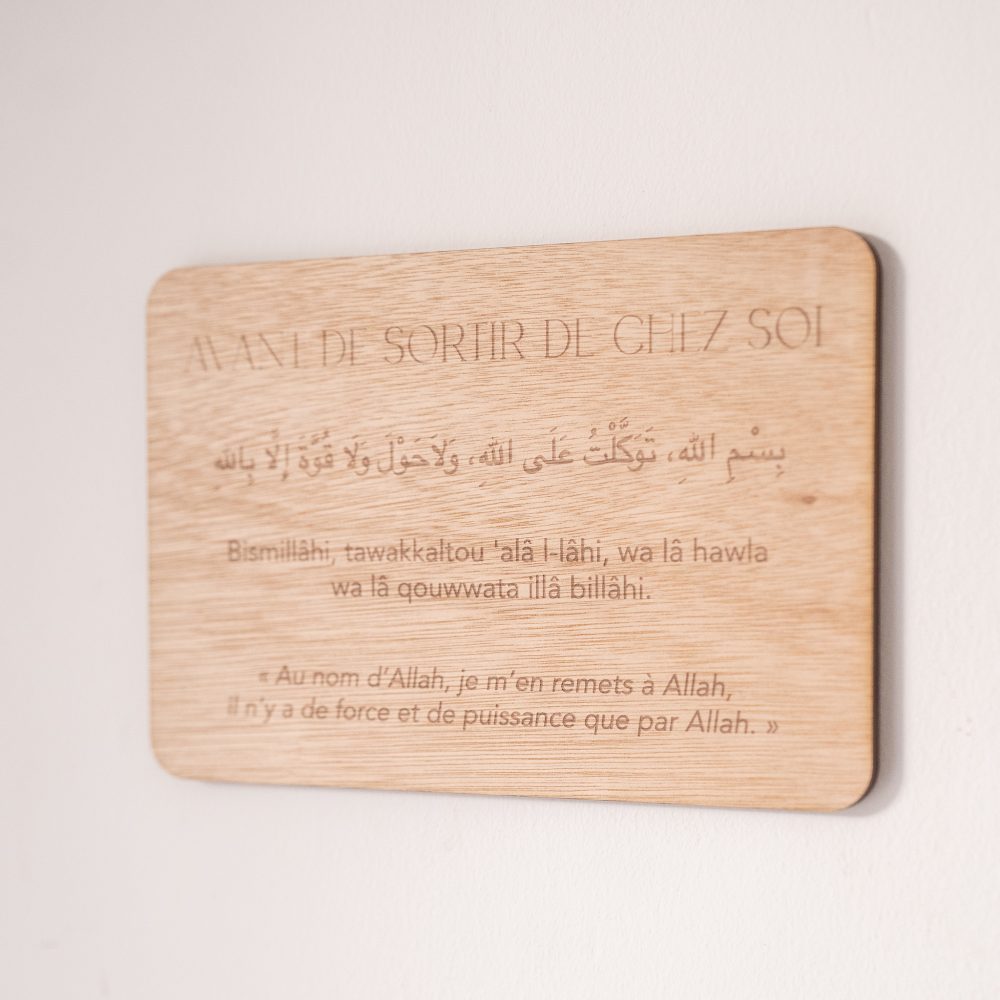 AVANT DE SORTIR DE CHEZ SOI
بِسْمِ اللهِ، تَوَكَّلْتُ عَلَى اللهِ، وَلاَحَوْلَ وَلَا قُوَّةَ إِلَّا بِاللهِ
Bismillâhi, tawakkaltou 'alâ l-lâhi, wa lâ hawla
wa lâ qouwwata illâ billâhi.
« Au nom d’Allah, je m’en remets à Allah,
il n’y a de force et de puissance que par Allah. »